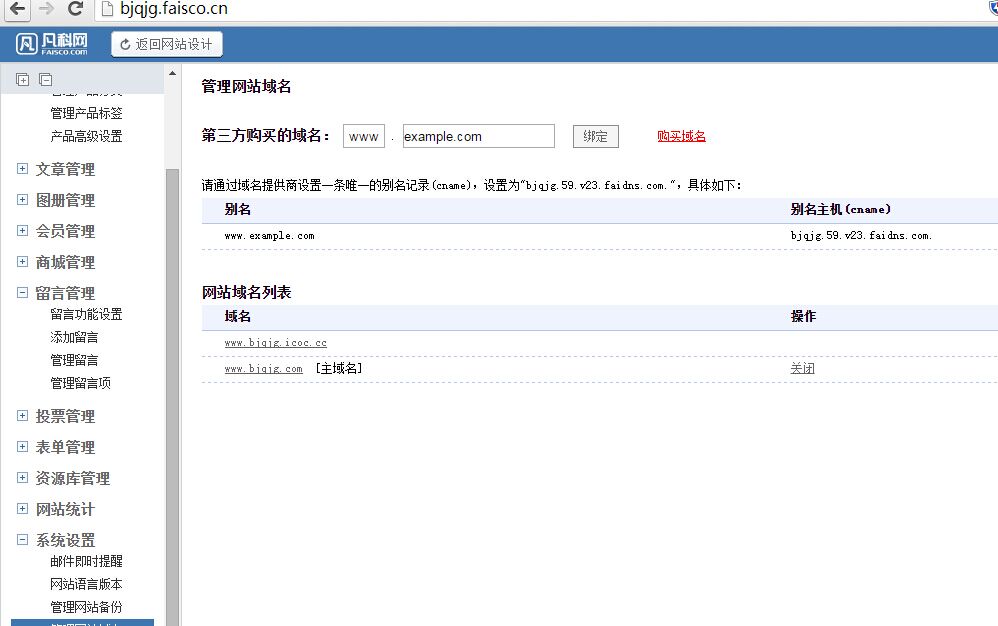 bjqjg.faisco.cn
凡科网
FAISCO.COM
返回网站设计
管理产品标签
产品高级设置
文章管理
图册管理
会员管理
商城管理
留言管理
留言功能设置
添加留言
管理留言
管理留言项
投票管理
表单管理
资源库管理
网站统计
系统设置
邮件即时提醒
网站语言版本
管理网站备份
管理网站域名
第三方购买的域名: www . example.com 绑定 购买域名
请通过域名提供商设置一条唯一的别名记录(cname)，设置为"bjqjg.59.v23.faidns.com."，具体如下:
别名 别名主机(cname)
www.example.com bjqjg.59.v23.faidns.com.
网站域名列表
域名 操作
www.bjqjg.icoc.cc
www.bjqjg.com [主域名] 关闭